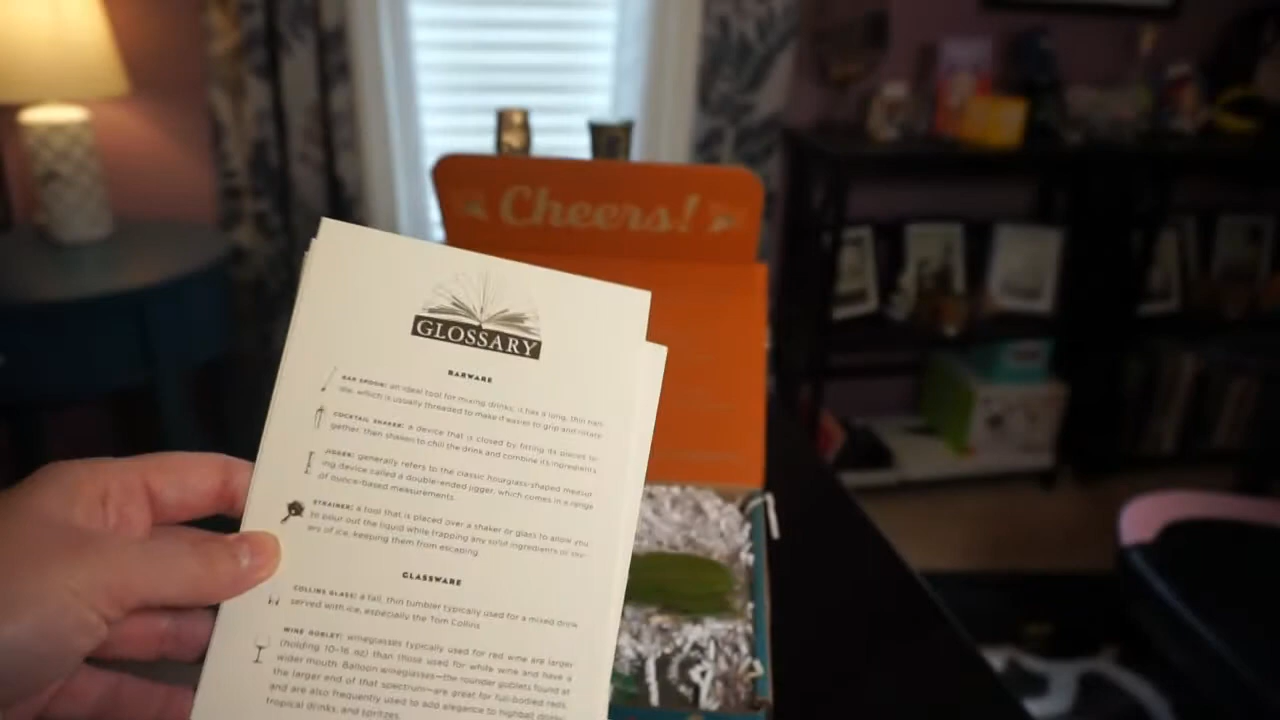 Cheers!
GLOSSARY
BARWARE
BAR SPOON: an ideal tool for mixing drinks; it has a long, thin han-
dle, which is usually threaded to make it easier to grip and rotate
COCKTAIL SHAKER: a device that is closed by fitting its pieces to-
gether, then shaken to chill the drink and combine its ingredients
JIGGER: generally refers to the classic hourglass-shaped measur-
ing device called a double-ended jigger, which comes in a range
of ounce-based measurements.
STRAINER: a tool that is placed over a shaker or glass to allow you
to pour out the liquid while trapping any solid ingredients or
of ice, keeping them from escaping
GLASSWARE
COLLINS GLASS: a tall, thin tumbler typically used for a mixed drink
served with ice, especially the Tom Collins
WINE GOBLET: wineglasses typically used for red wine are larger
(holding 10–16 oz) than those used for white wine and have a
wider mouth. Balloon wineglasses—the rounder goblets found at
the larger end of that spectrum—are great for full-bodied reds,
and are also frequently used to add elegance to highball
tropical drinks, and spritzes.